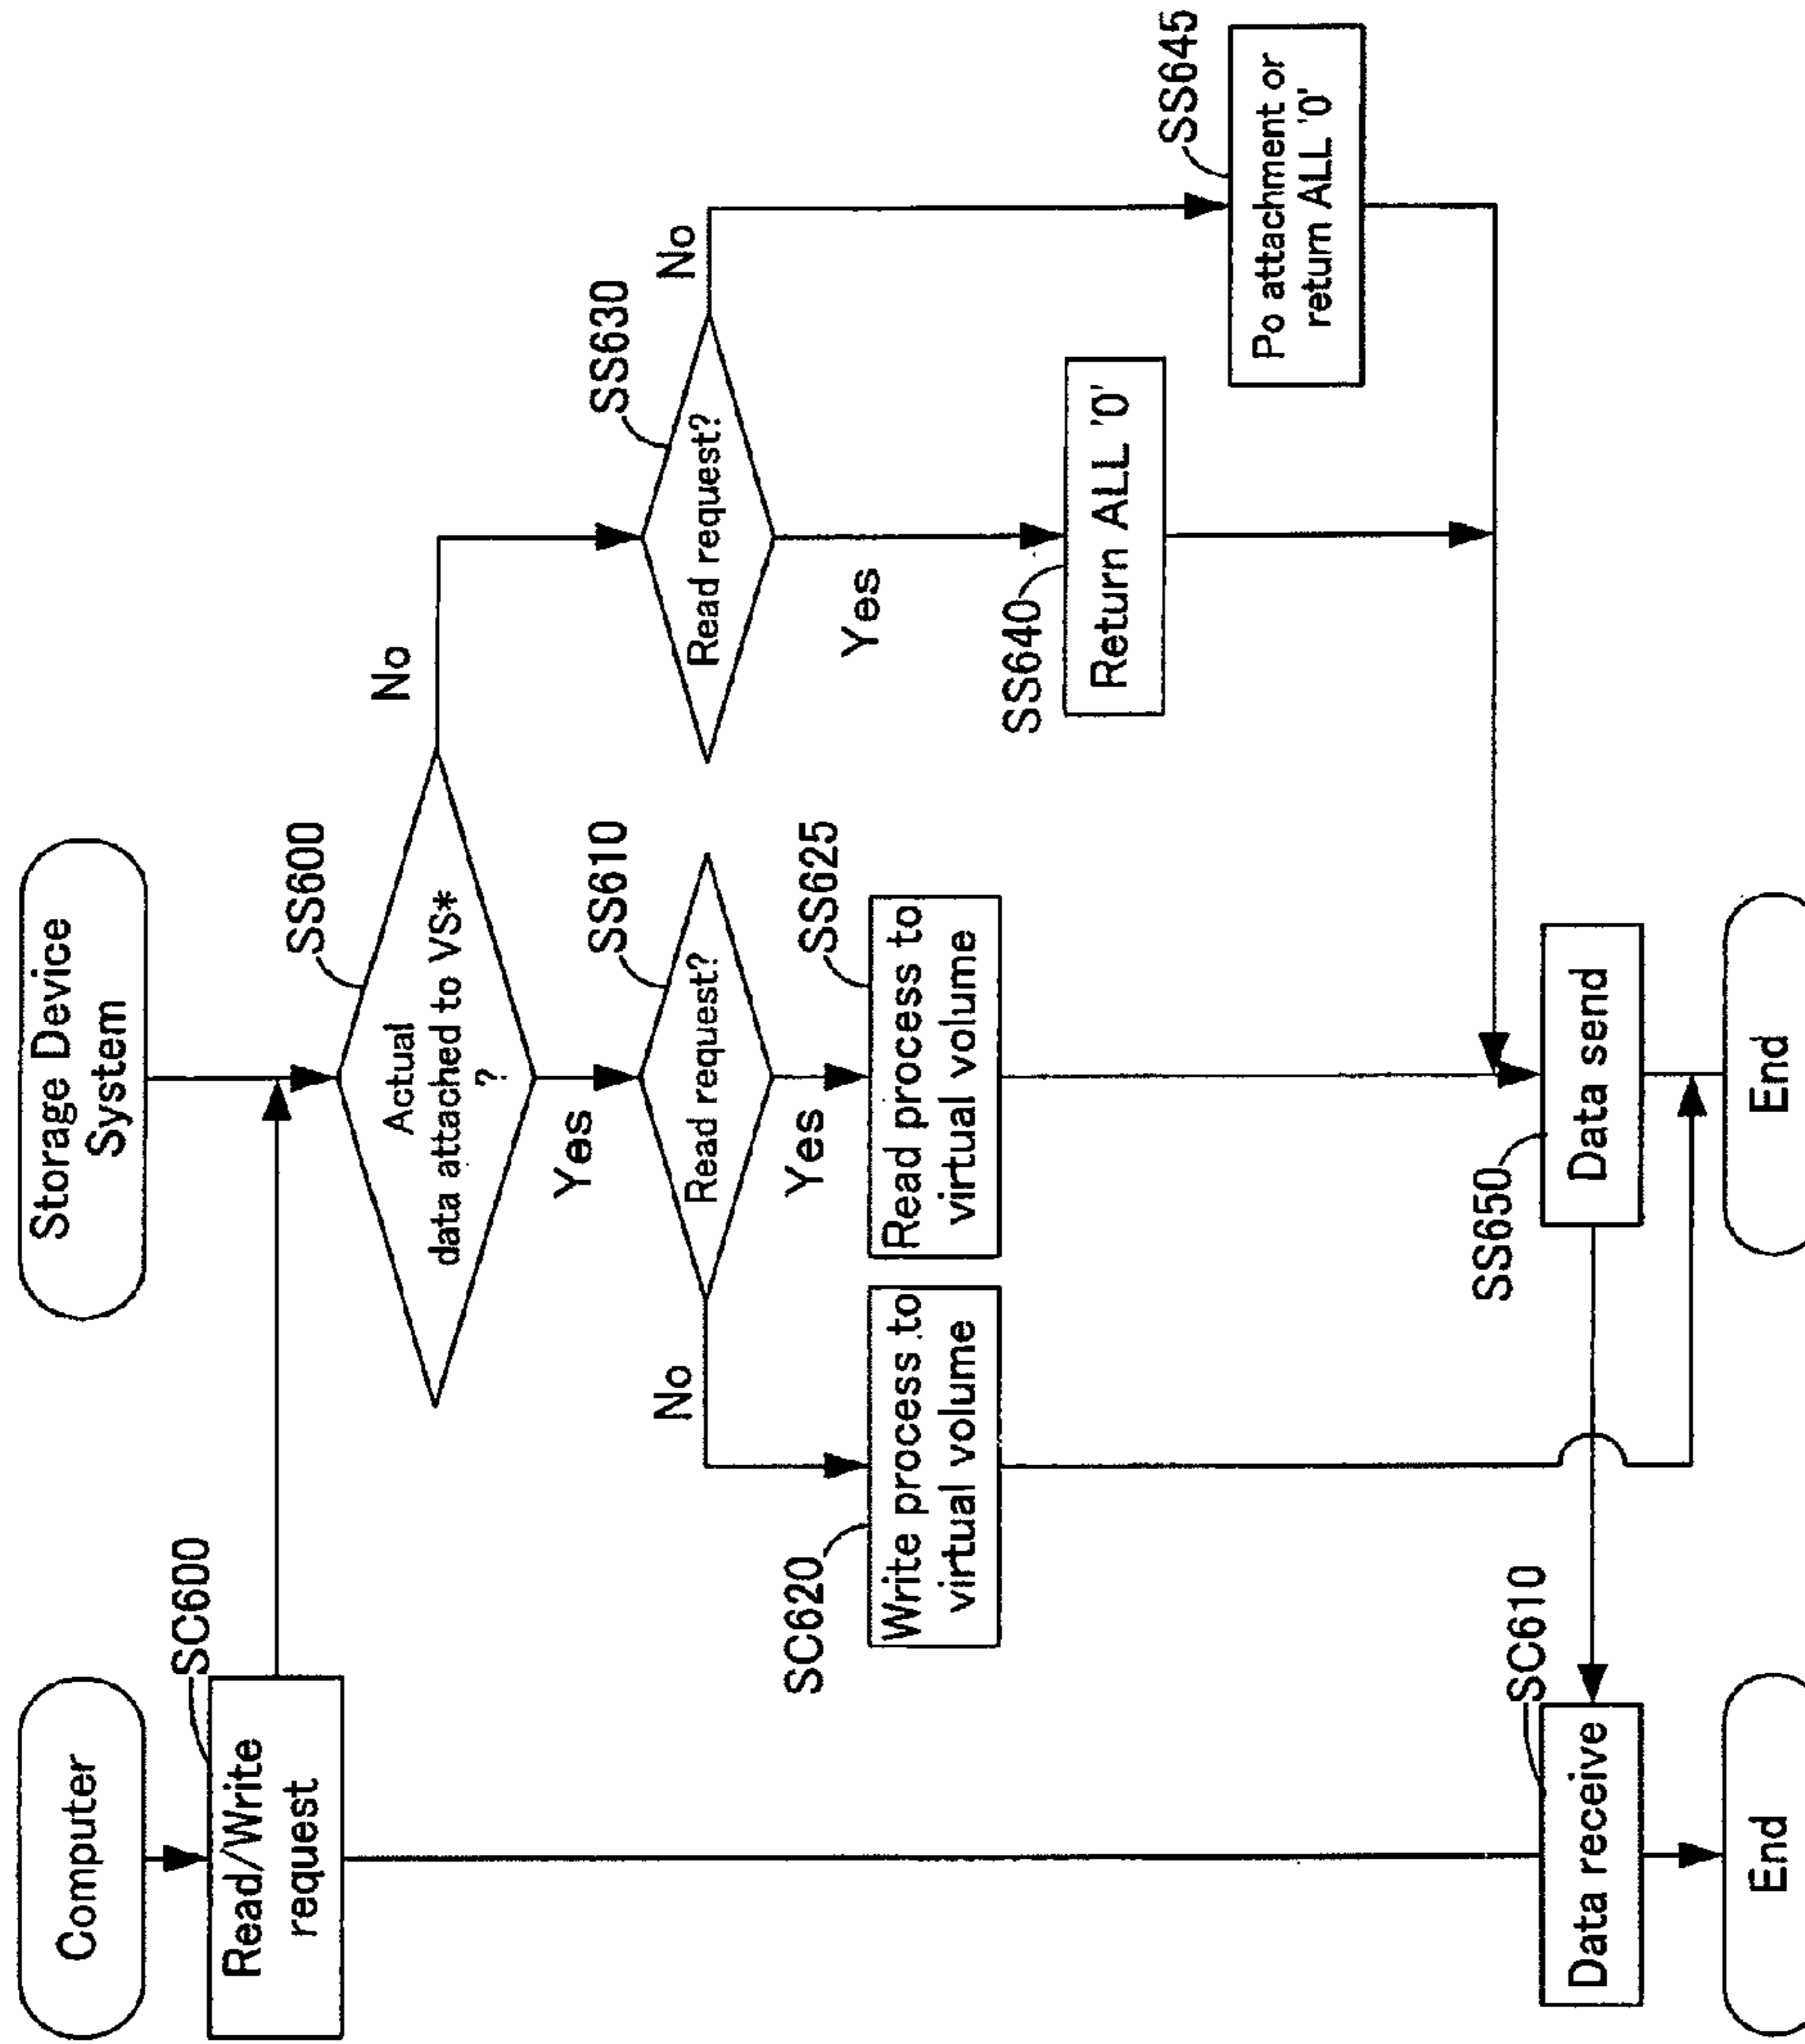 Computer
Storage Device
System
SC600
Read/Write
request
SS600
Actual
data attached to VS*
?
No
Yes
SS610
Read request?
No
Yes
SS630
Read request?
No
Yes
SC620
Write process to
virtual volume
SS625
Read process to
virtual volume
SS640
Return ALL '0'
SS645
Po attachment or
return ALL '0'
SC610
Data receive
SS650
Data send
End
End